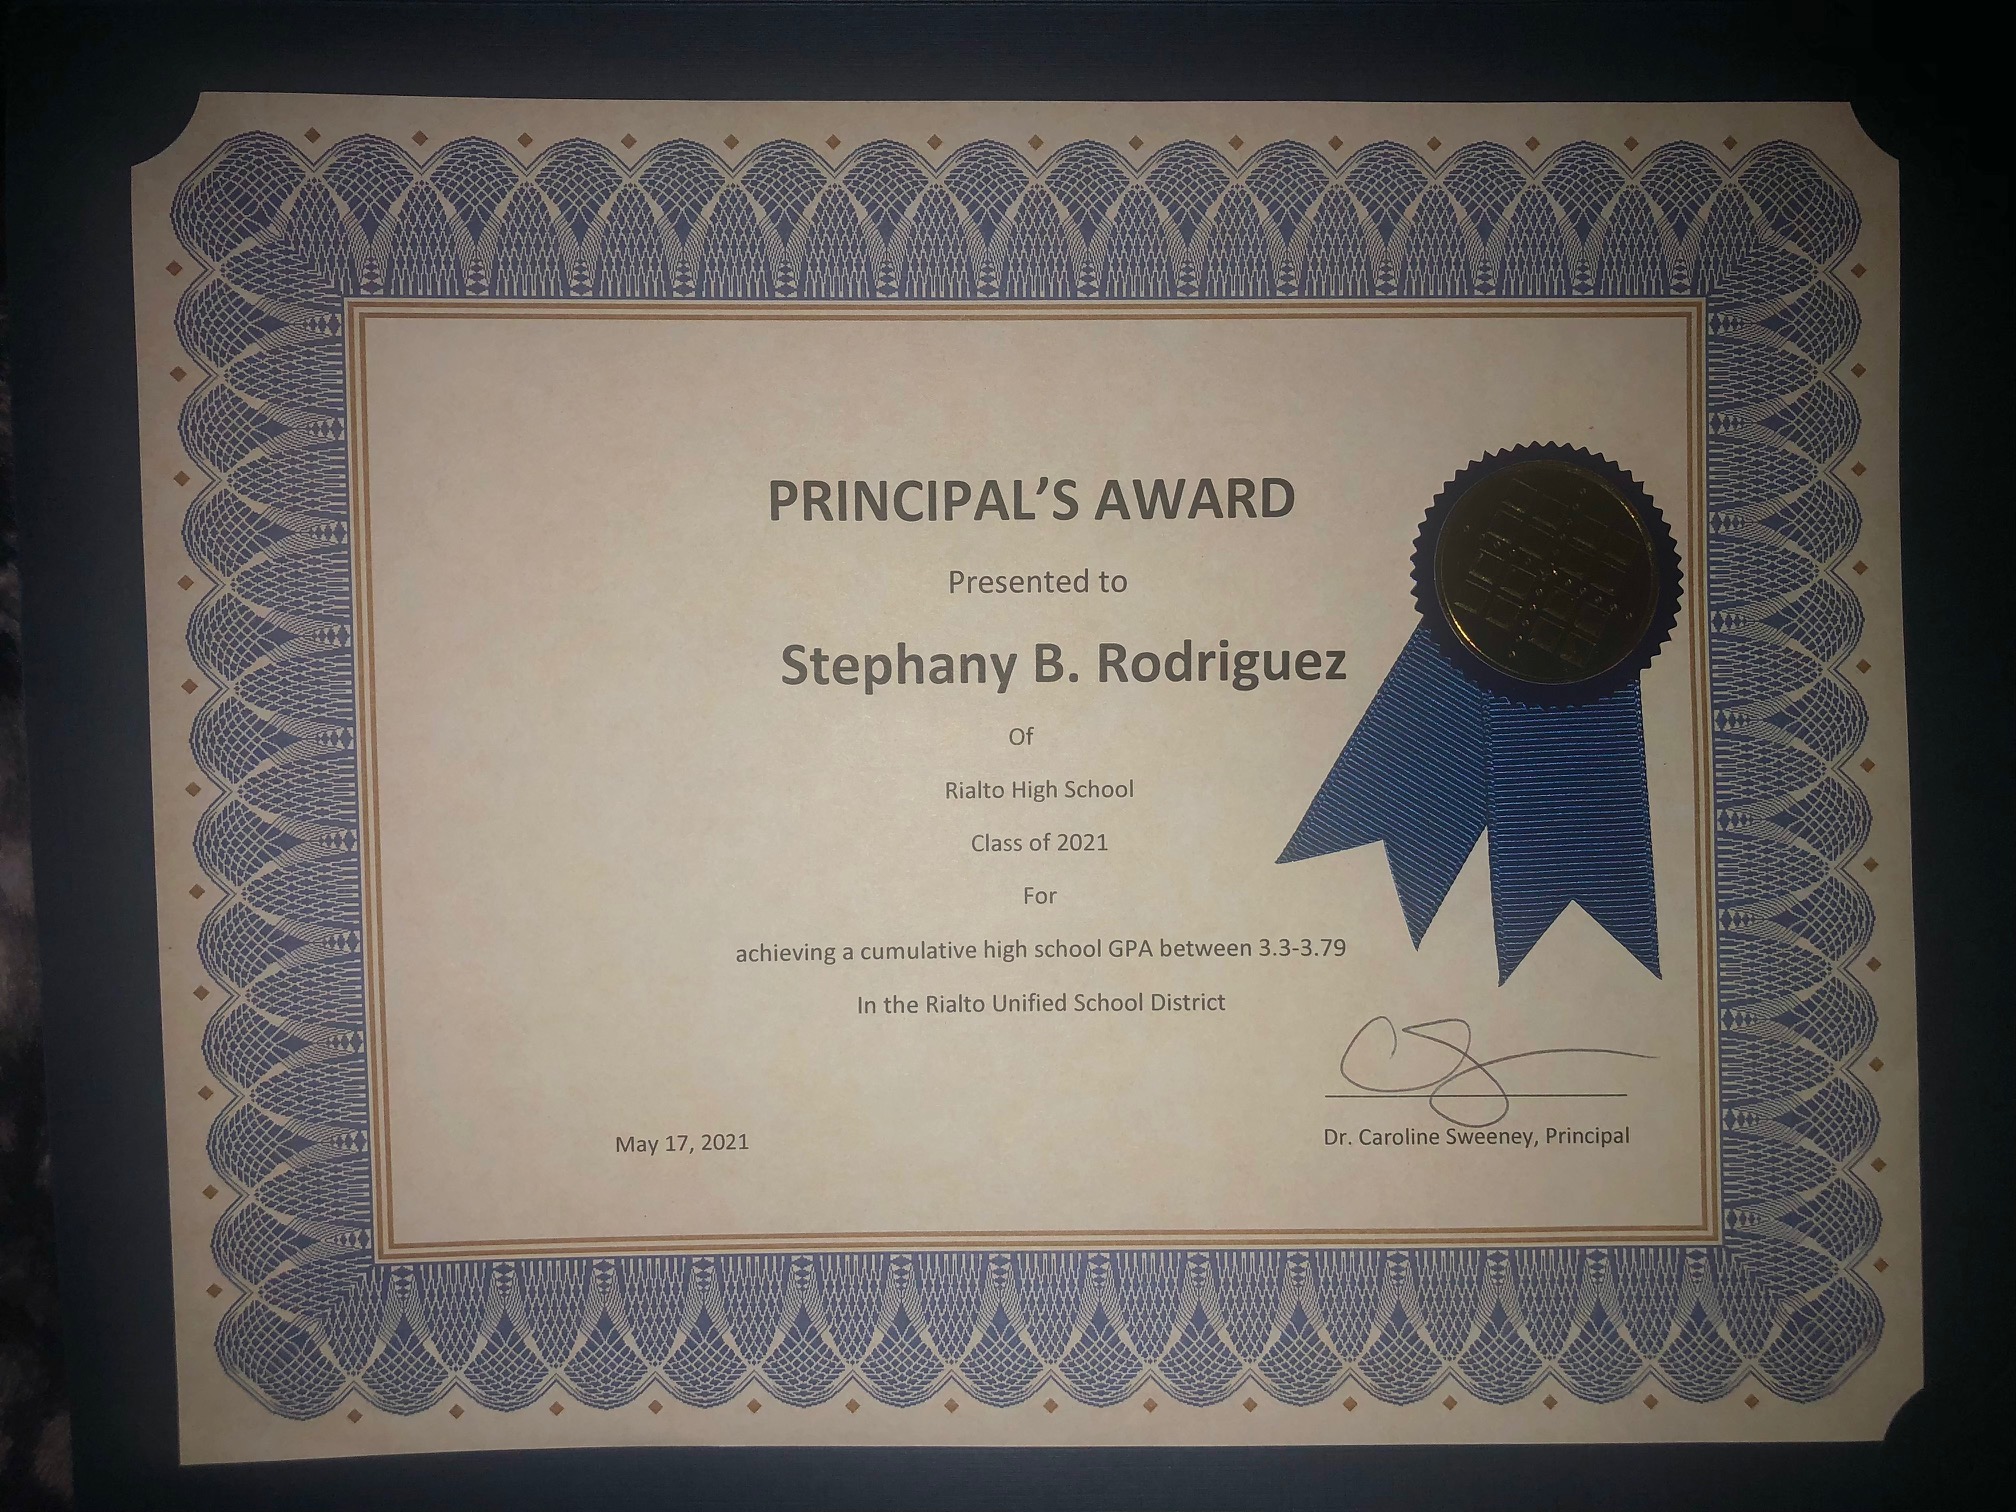 PRINCIPAL’S AWARD
Presented to
Stephany B. Rodriguez
Of
Rialto High School
Class of 2021
For
achieving a cumulative high school GPA between 3.3-3.79
In the Rialto Unified School District
May 17, 2021
Dr. Caroline Sweeney, Principal